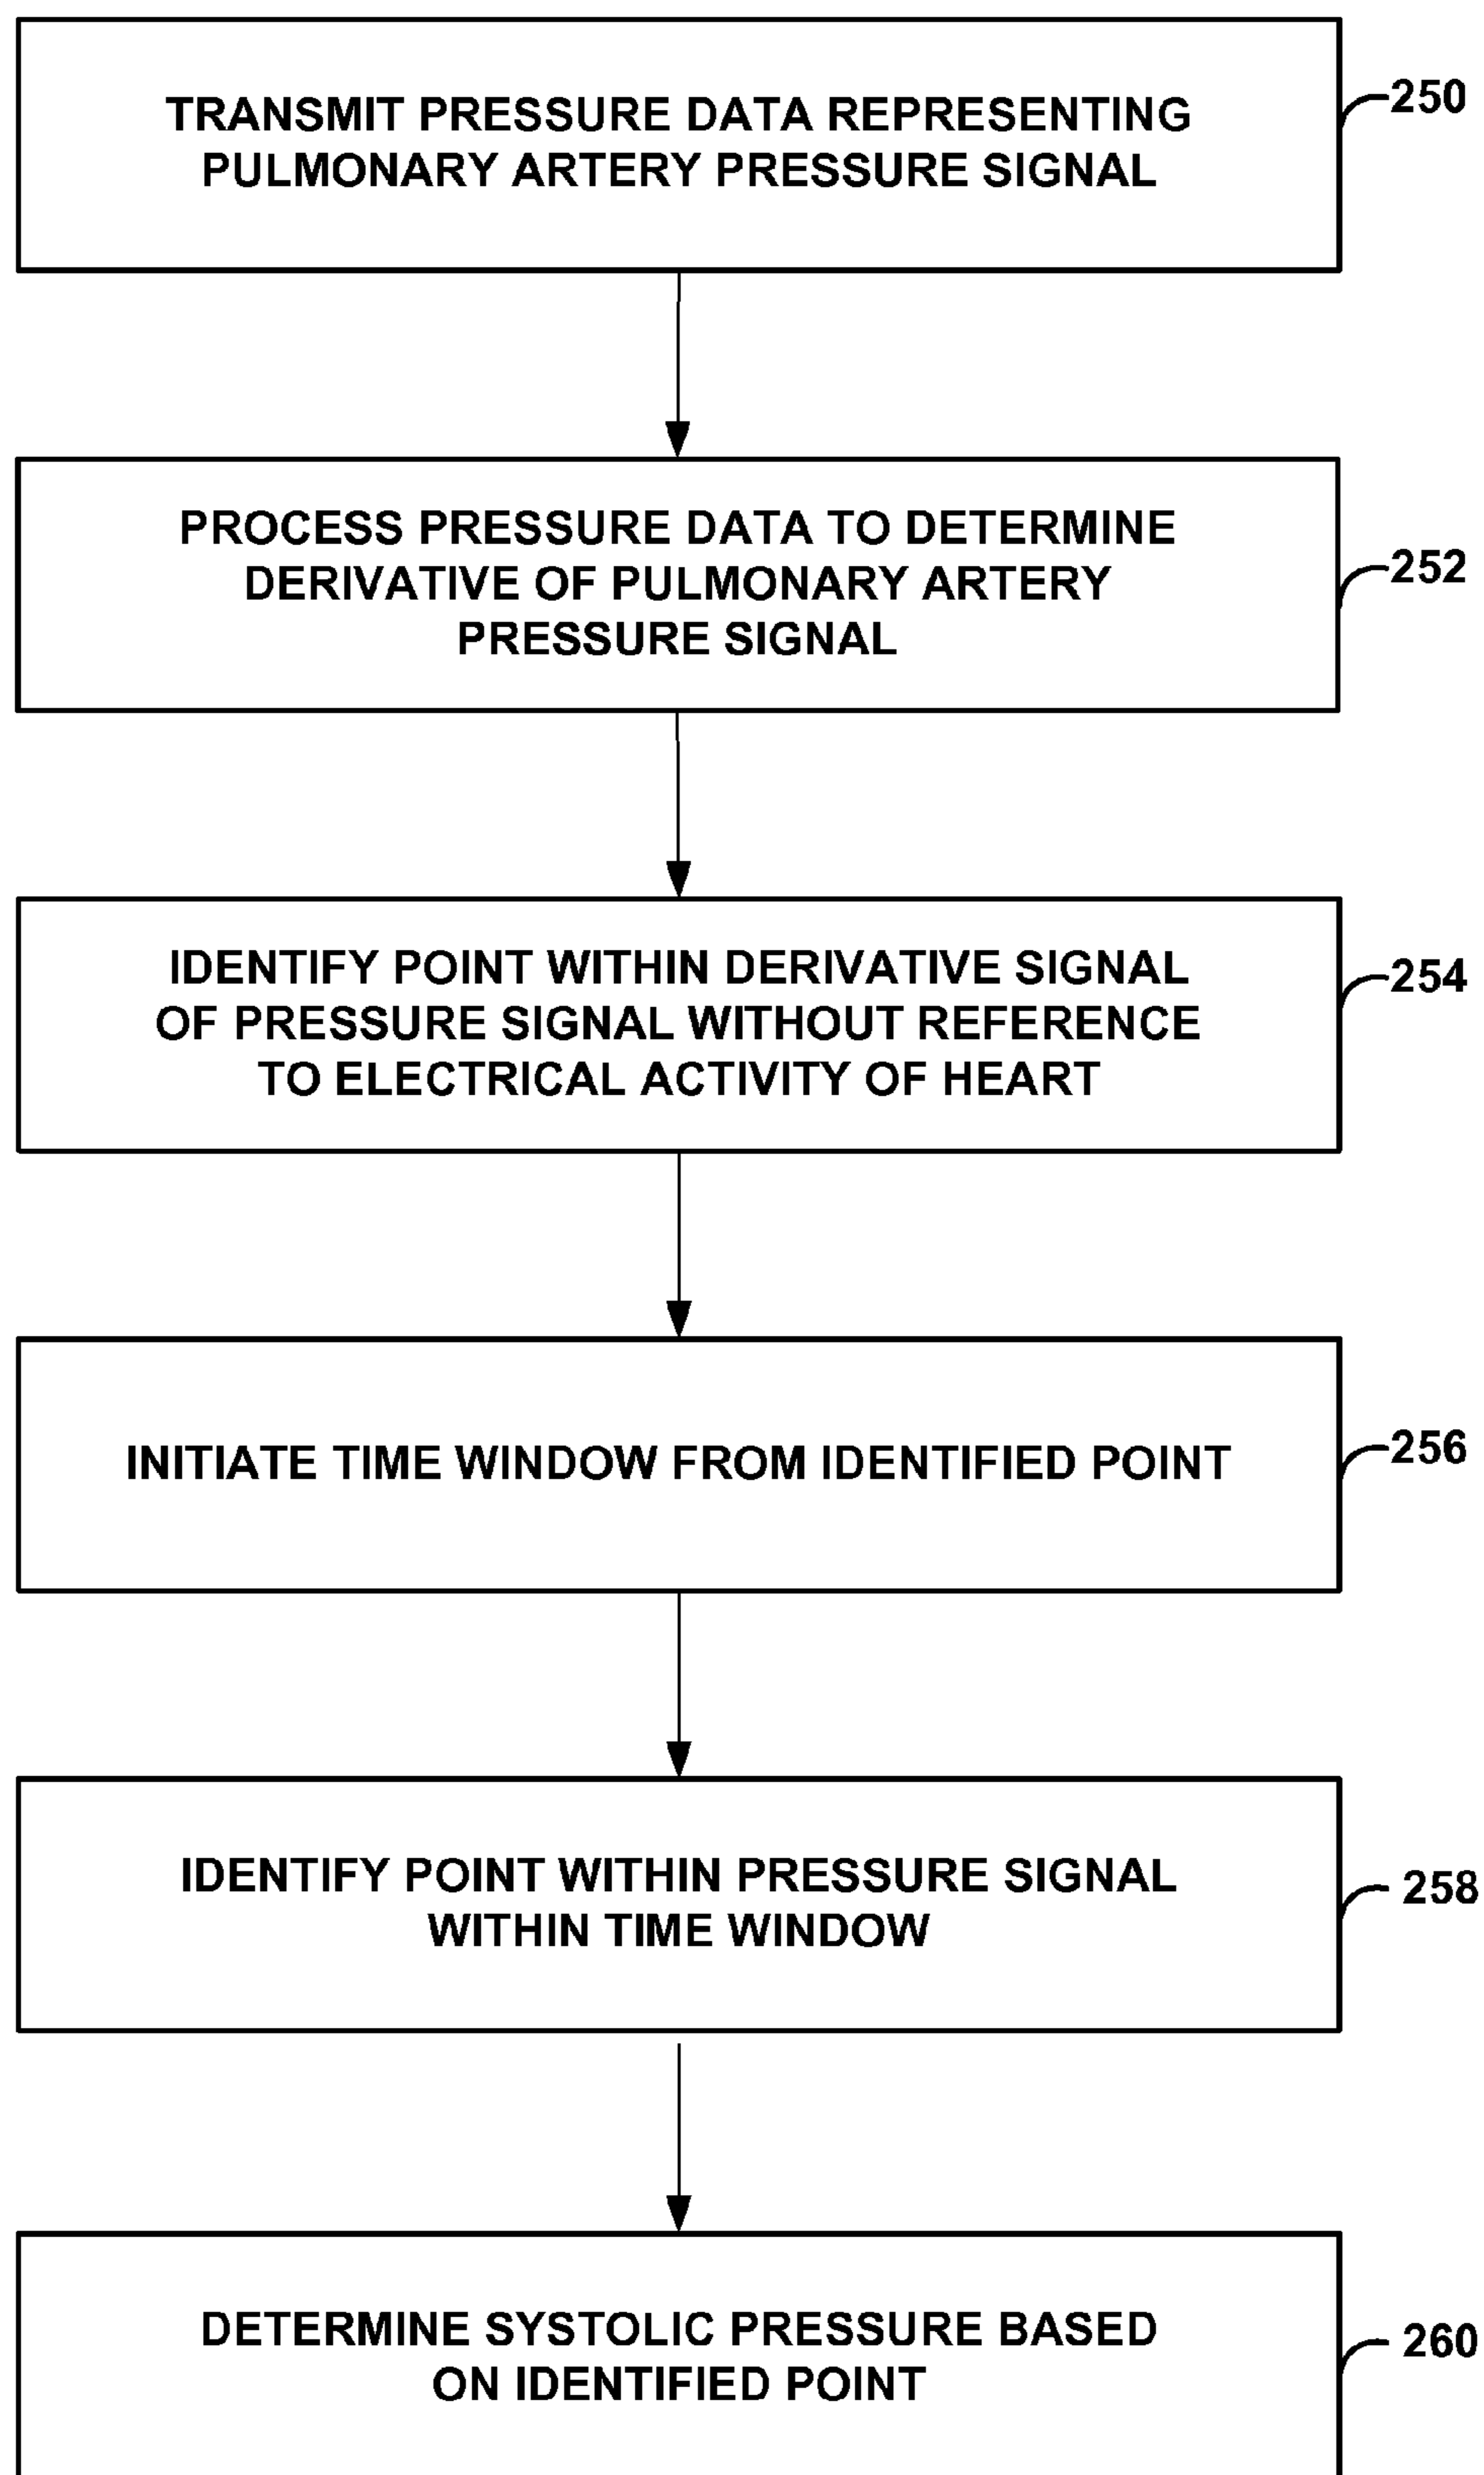 TRANSMIT PRESSURE DATA REPRESENTING
PULMONARY ARTERY PRESSURE SIGNAL
250
PROCESS PRESSURE DATA TO DETERMINE
DERIVATIVE OF PULMONARY ARTERY
PRESSURE SIGNAL
252
IDENTIFY POINT WITHIN DERIVATIVE SIGNAL
OF PRESSURE SIGNAL WITHOUT REFERENCE
TO ELECTRICAL ACTIVITY OF HEART
254
INITIATE TIME WINDOW FROM IDENTIFIED POINT
256
IDENTIFY POINT WITHIN PRESSURE SIGNAL
WITHIN TIME WINDOW
258
DETERMINE SYSTOLIC PRESSURE BASED
ON IDENTIFIED POINT
260